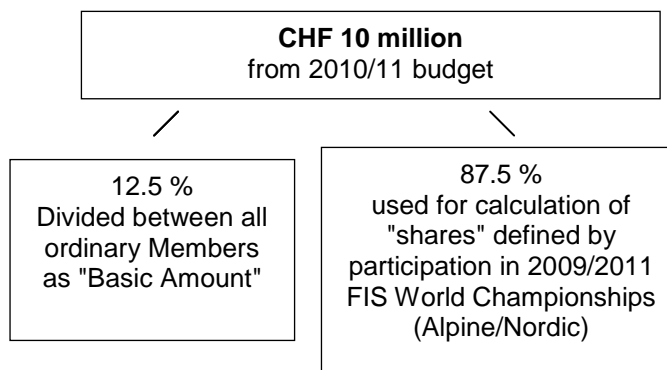 CHF 10 million
from 2010/11 budget
12.5 %
Divided between all
ordinary Members
as "Basic Amount"
87.5 %
used for calculation of
"shares" defined by
participation in 2009/2011
FIS World Championships
(Alpine/Nordic)